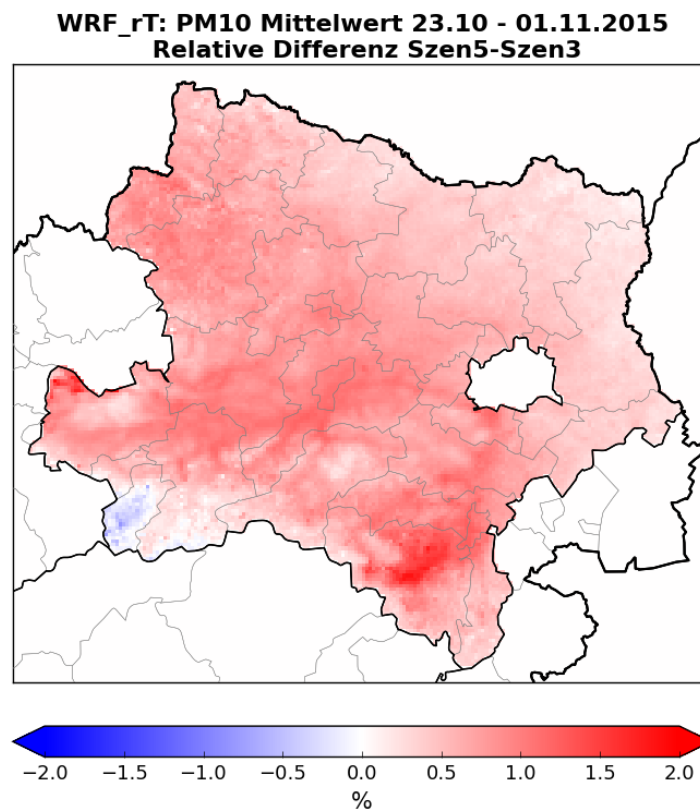 WRF_rT: PM10 Mittelwert 23.10 - 01.11.2015
Relative Differenz Szen5-Szen3
−2.0 −1.5 −1.0 −0.5 0.0 0.5 1.0 1.5 2.0
%